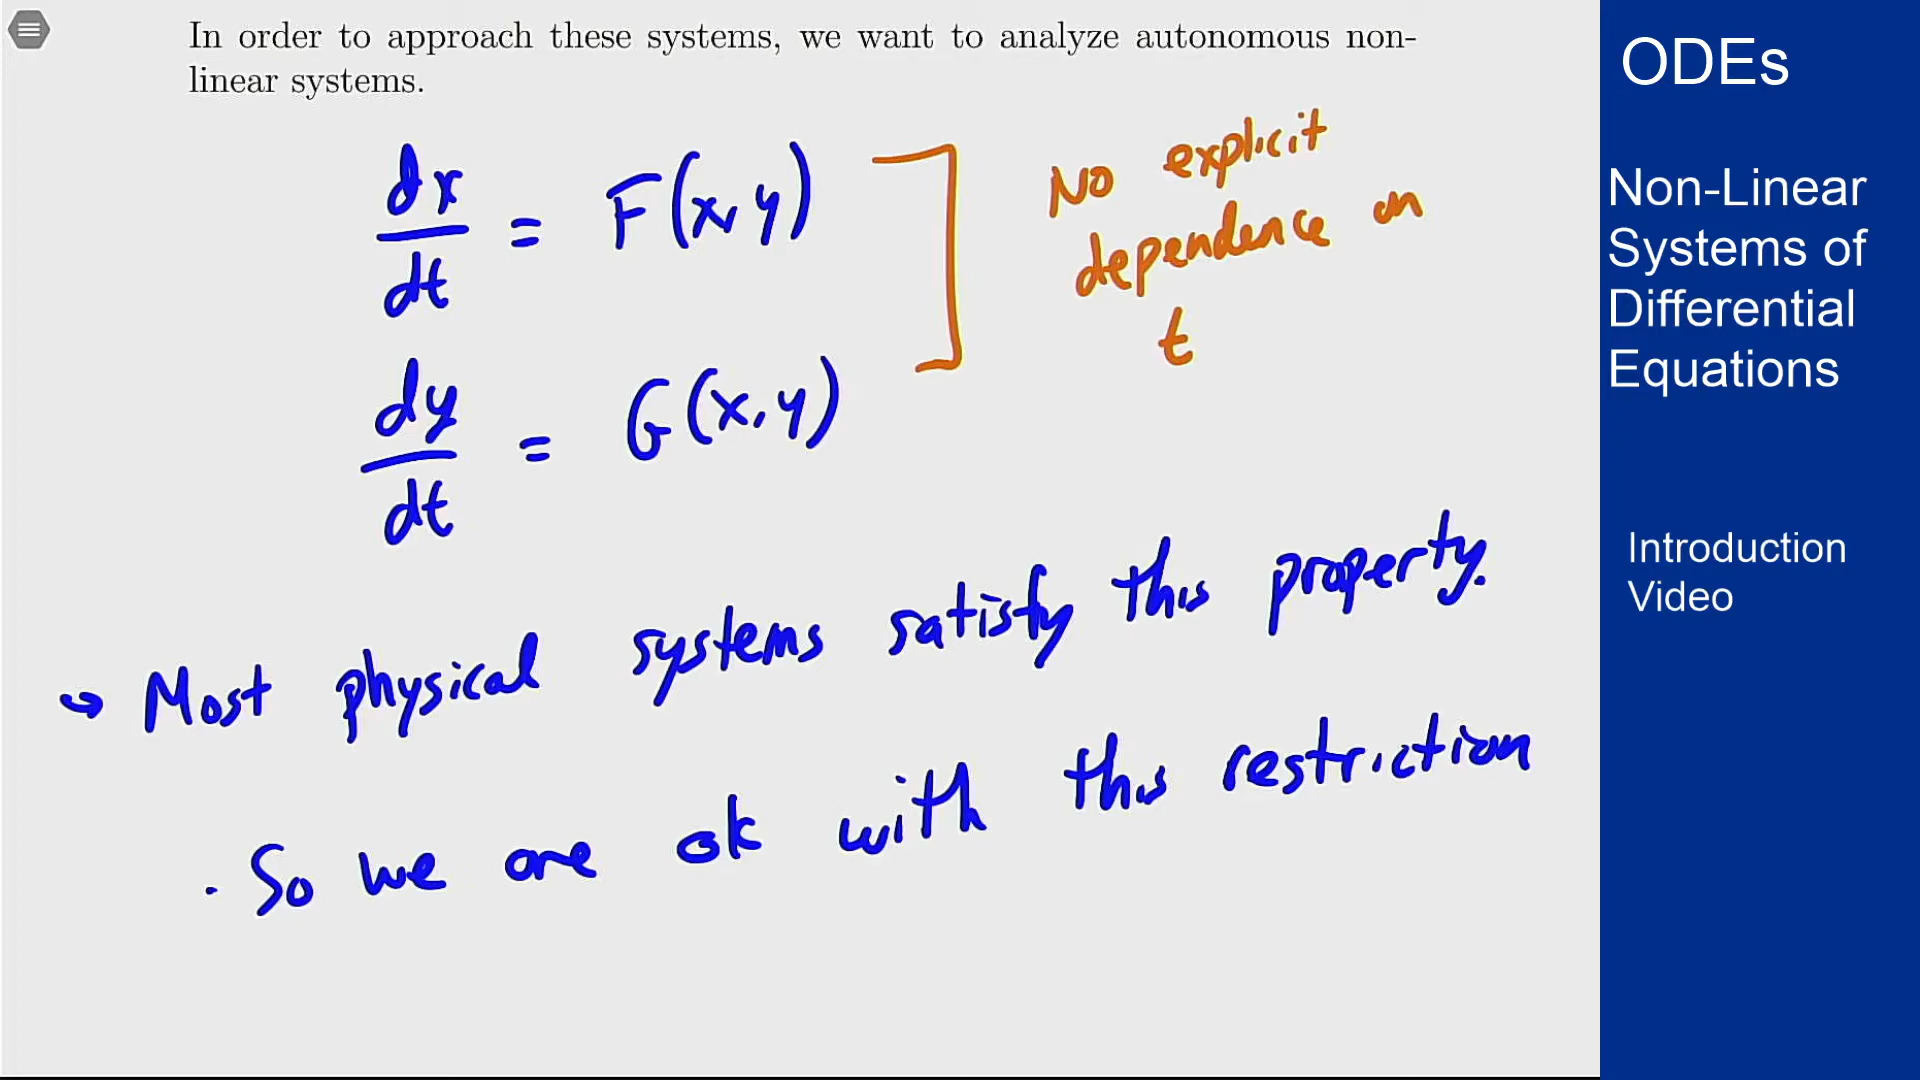 In order to approach these systems, we want to analyze autonomous non-
linear systems.
dx/dt = F(x,y)
dy/dt = G(x,y)
No explicit
dependence on
t
→ Most physical systems satisfy this property.
· So we are ok with this restriction
ODEs
Non-Linear
Systems of
Differential
Equations
Introduction
Video